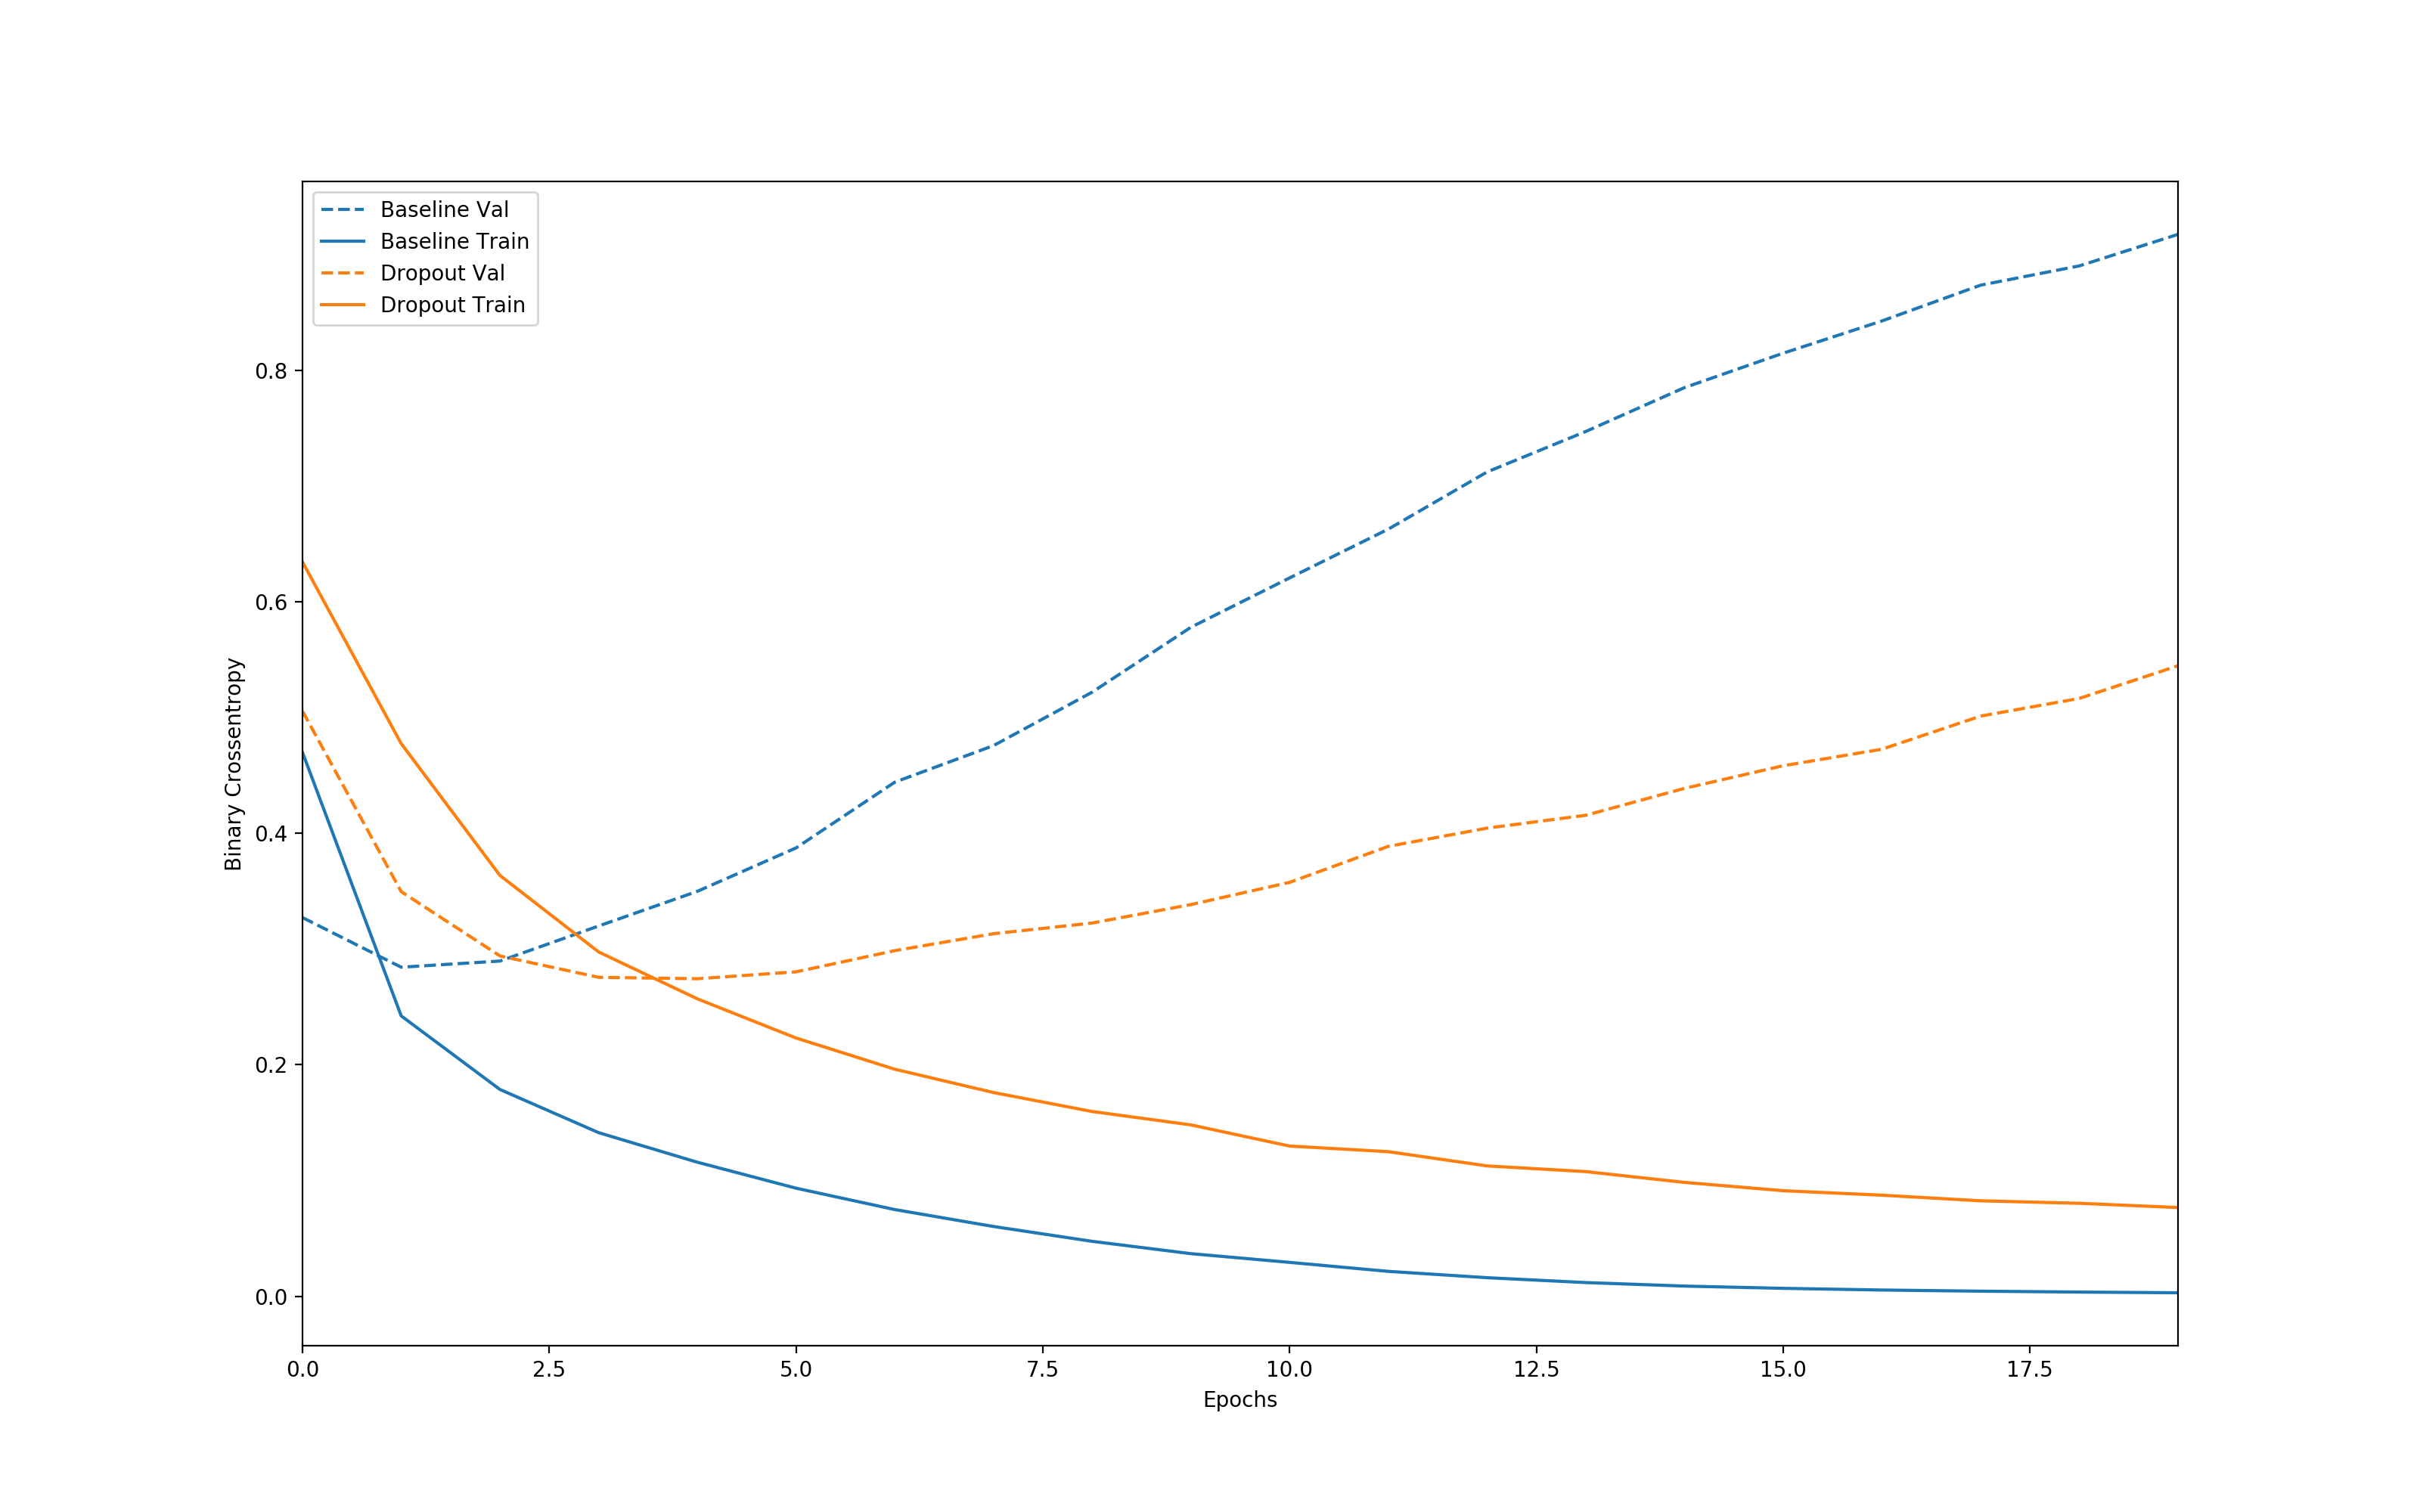 Baseline Val
Baseline Train
Dropout Val
Dropout Train
0.8
0.6
0.4
0.2
0.0
Binary Crossentropy
0.0 2.5 5.0 7.5 10.0 12.5 15.0 17.5
Epochs